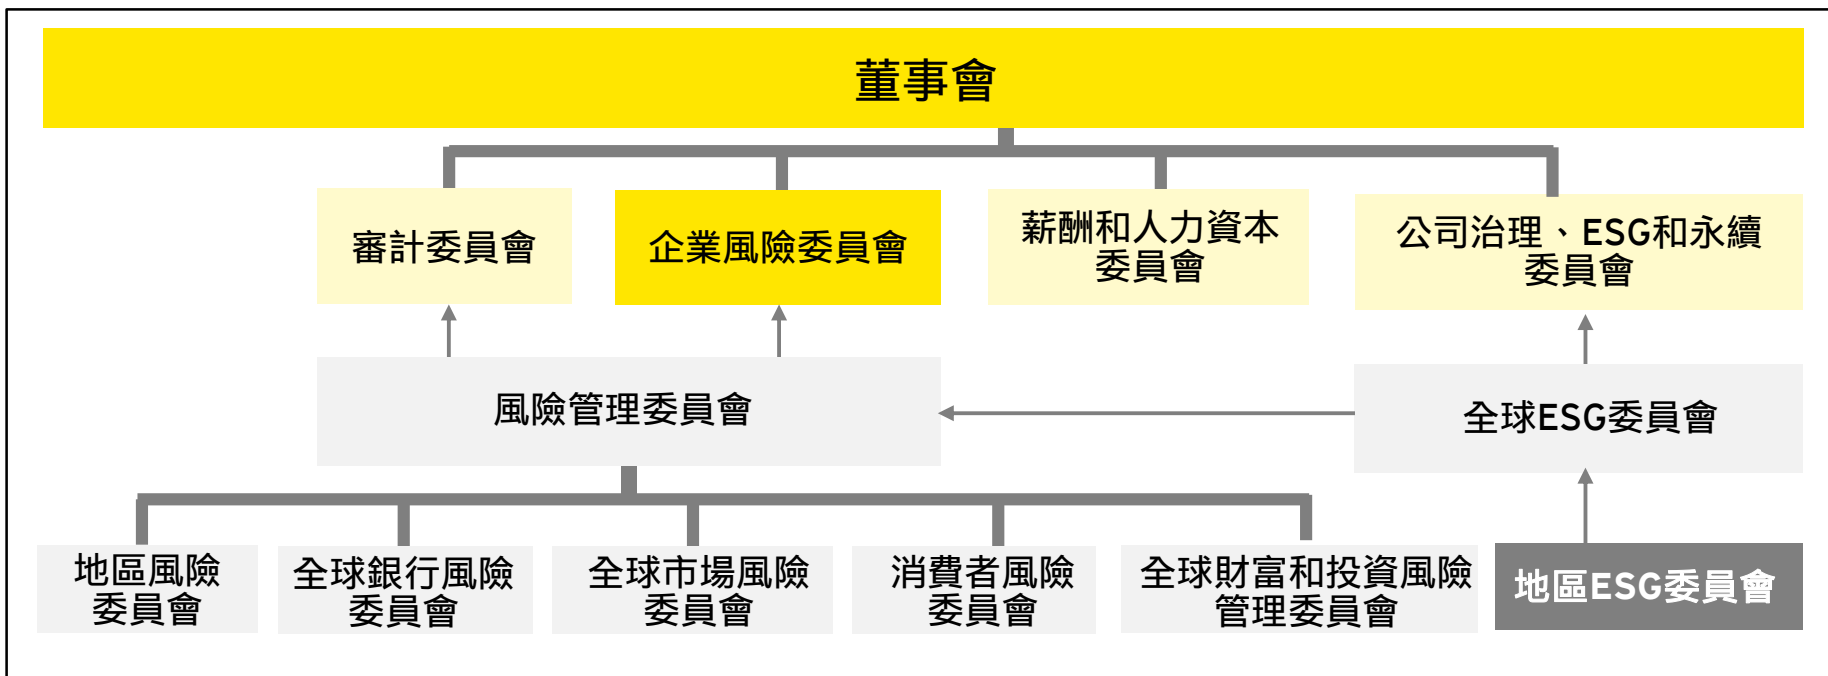 董事會
審計委員會
企業風險委員會
薪酬和人力資本
委員會
公司治理、ESG和永續
委員會
風險管理委員會
全球ESG委員會
地區風險
委員會
全球銀行風險
委員會
全球市場風險
委員會
消費者風險
委員會
全球財富和投資風險
管理委員會
地區ESG委員會